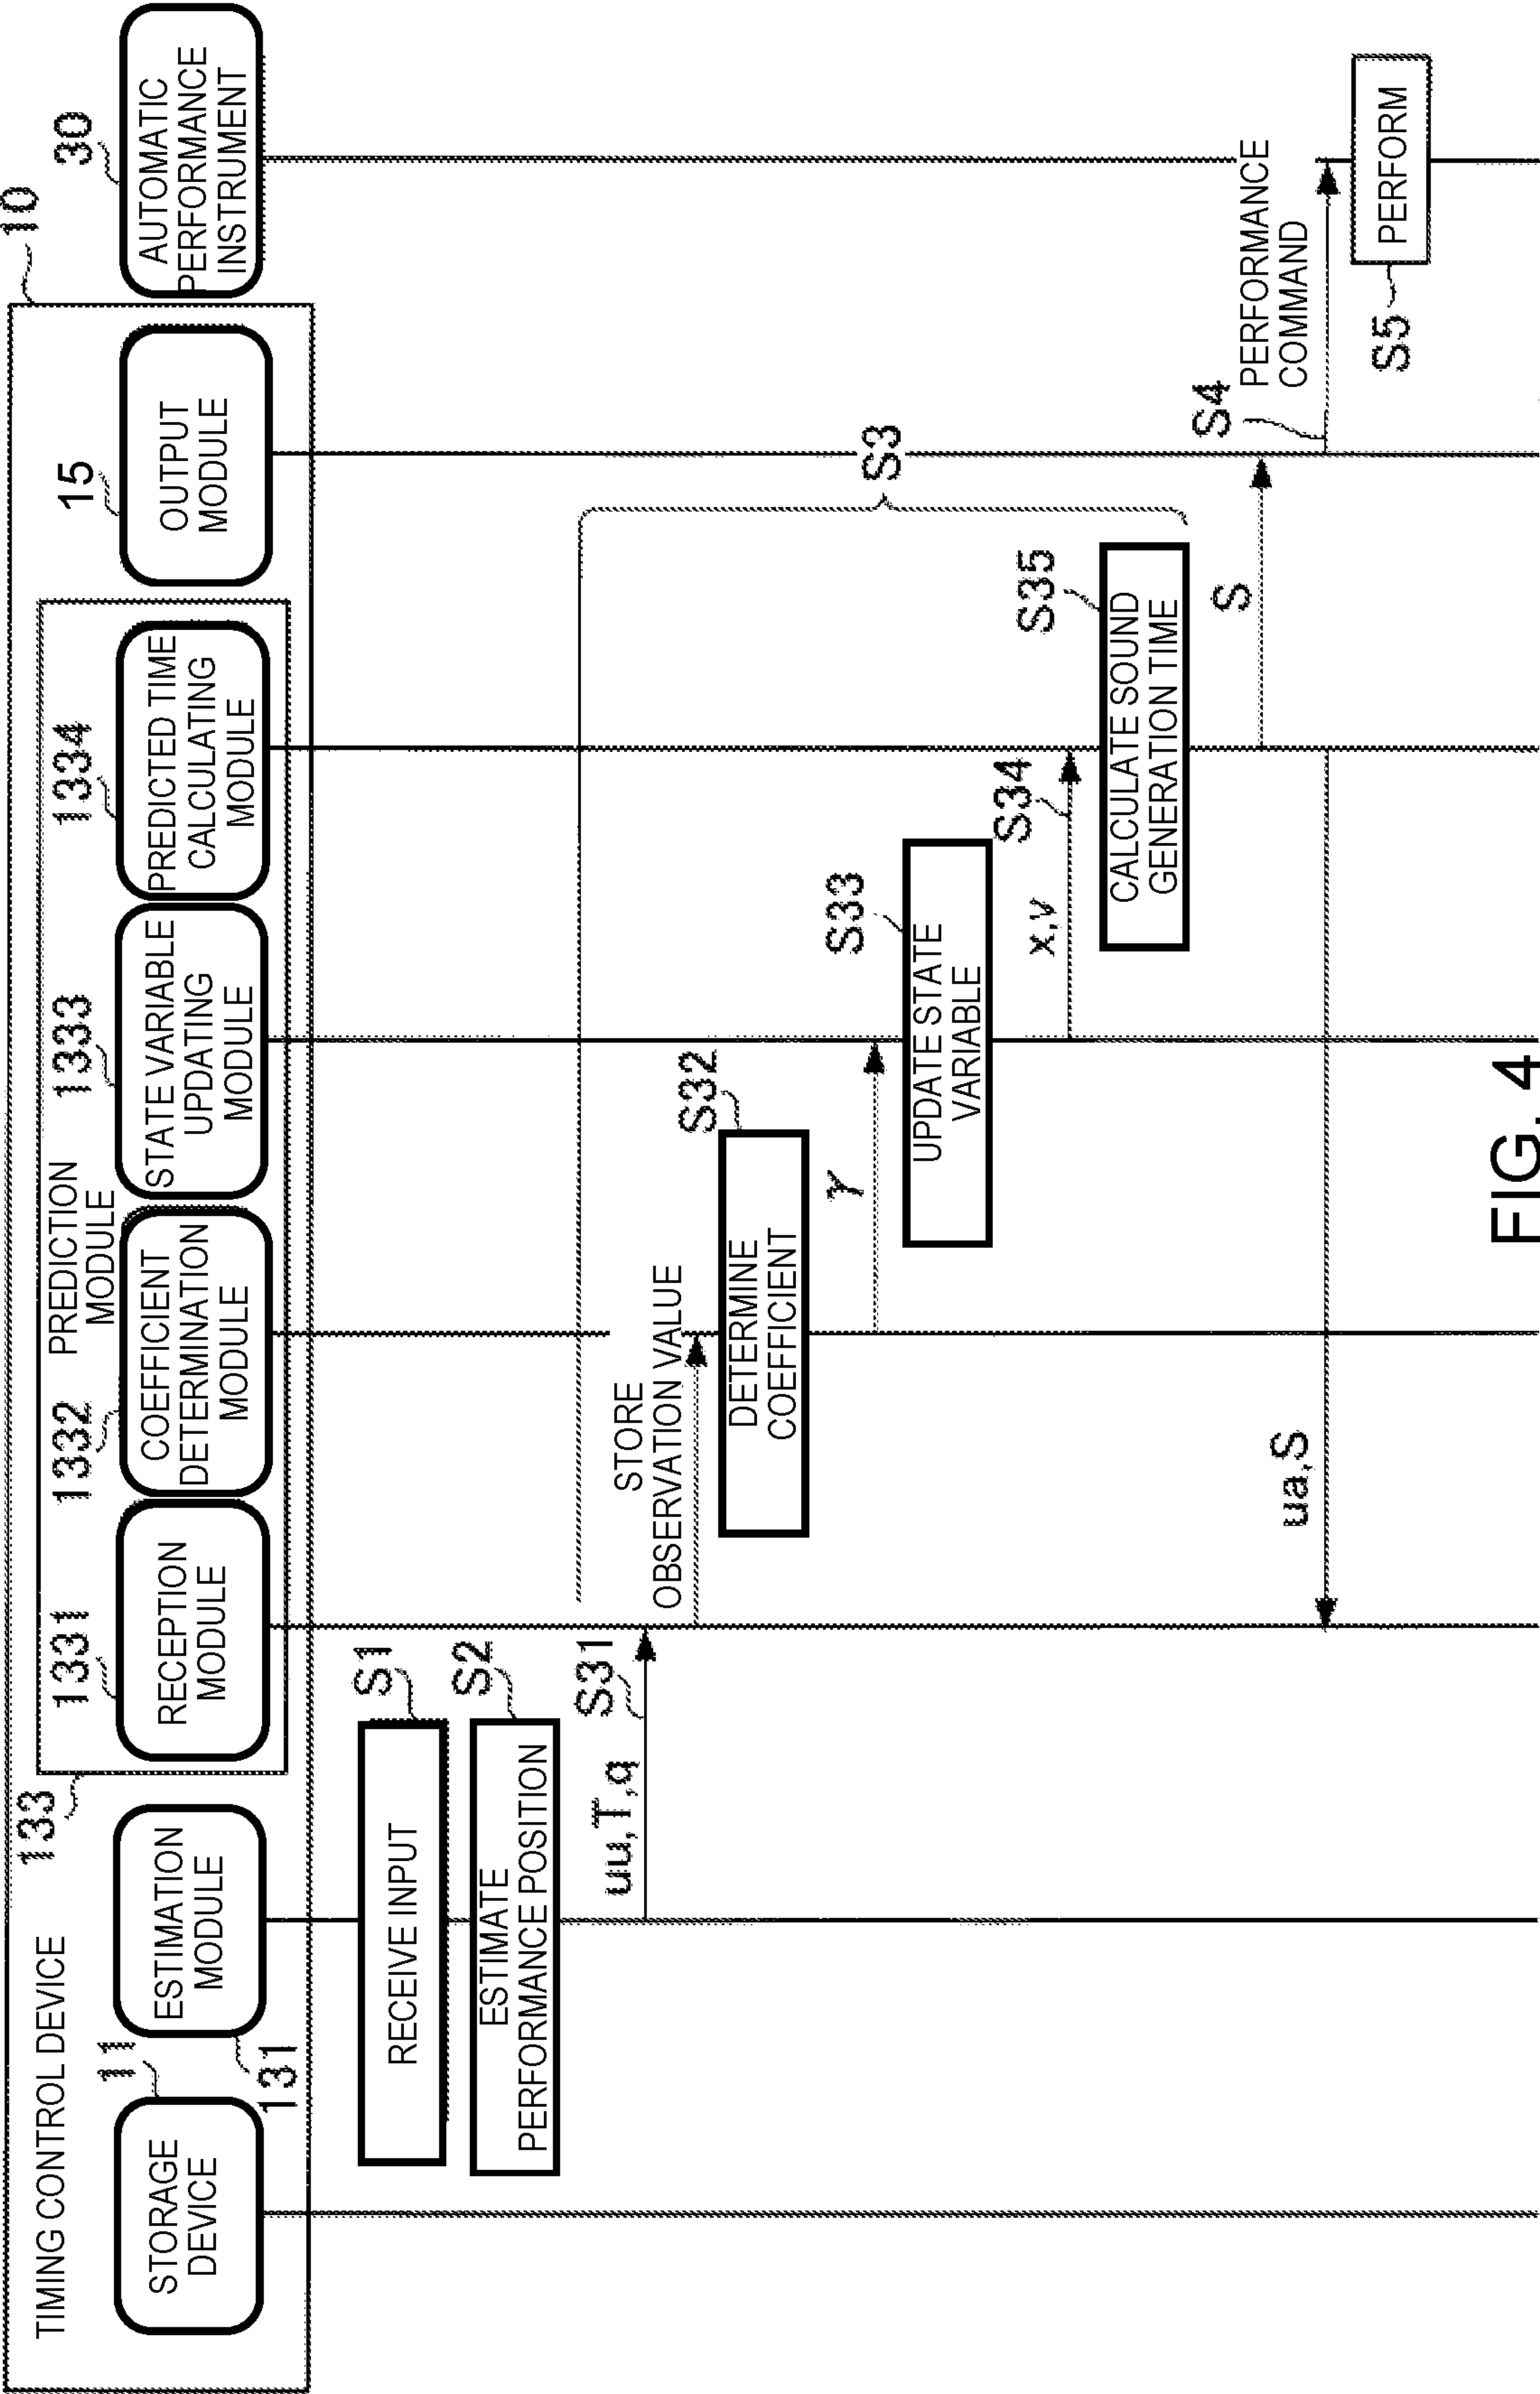 10
TIMING CONTROL DEVICE
133
PREDICTION
MODULE
11
131
1331
1332
1333
1334
15
30
STORAGE
DEVICE
ESTIMATION
MODULE
RECEPTION
MODULE
COEFFICIENT
DETERMINATION
MODULE
STATE VARIABLE
UPDATING
MODULE
PREDICTED TIME
CALCULATING
MODULE
OUTPUT
MODULE
AUTOMATIC
PERFORMANCE
INSTRUMENT
S1
RECEIVE INPUT
S2
ESTIMATE
PERFORMANCE POSITION
uu,T,q
S31
STORE
OBSERVATION VALUE
S32
DETERMINE
COEFFICIENT
γ
S33
UPDATE STATE
VARIABLE
x,v
S34
S35
CALCULATE SOUND
GENERATION TIME
S3
S
ua,S
S4
PERFORMANCE
COMMAND
S5
PERFORM
FIG. 4